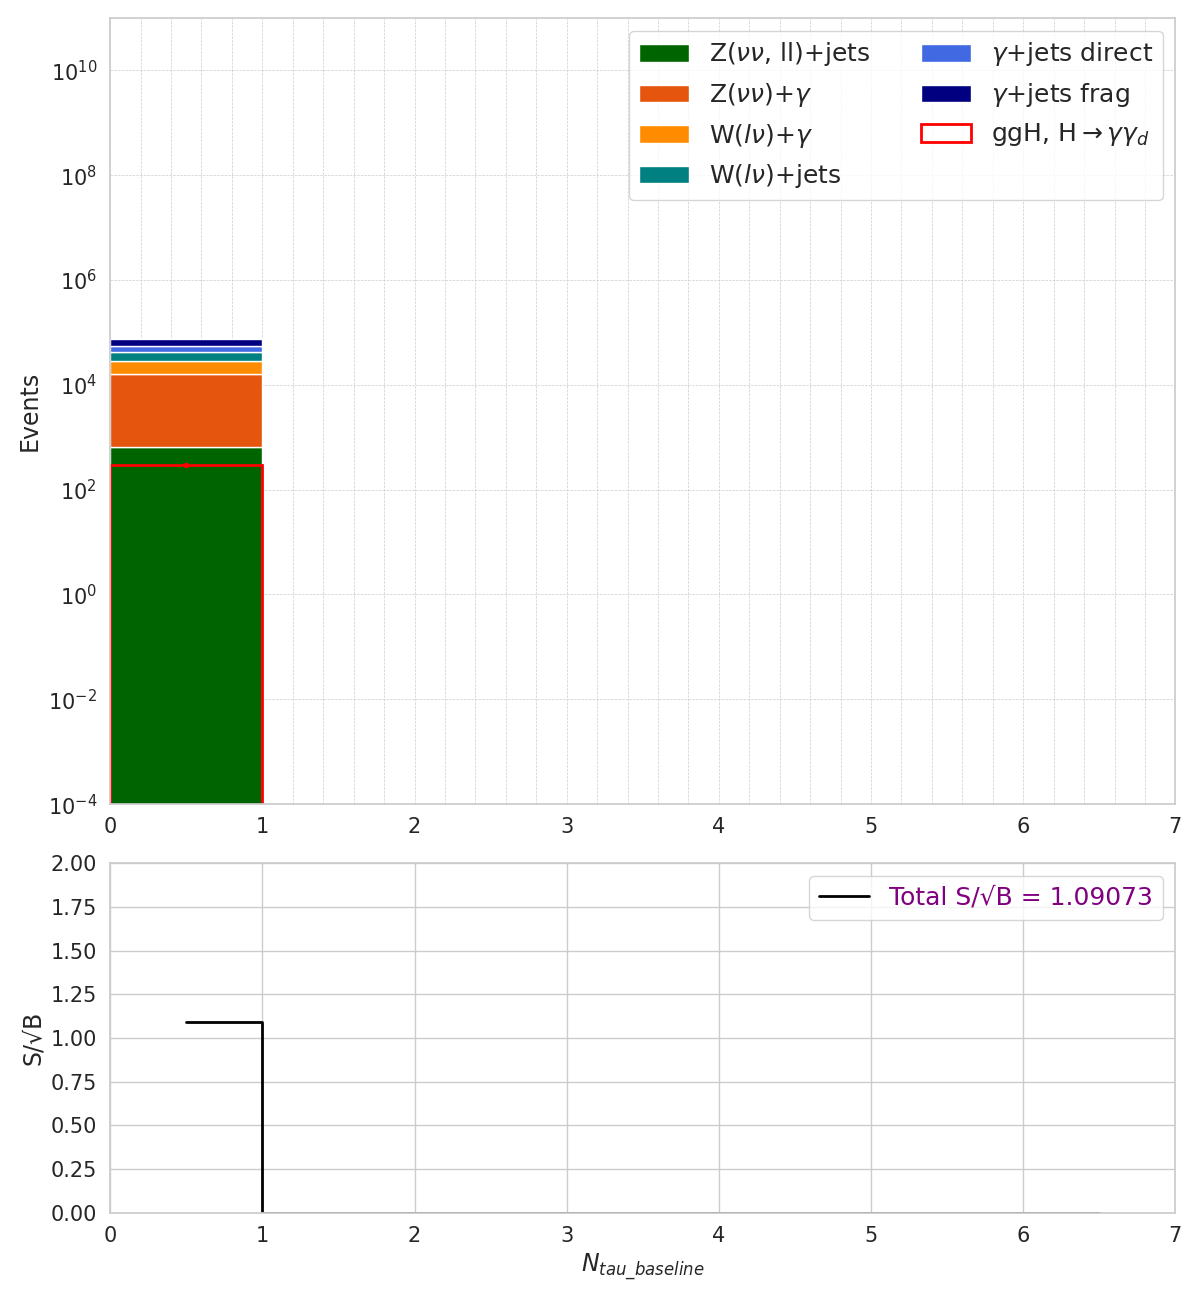 Z(νν, ll)+jets
Z(νν)+γ
W(lν)+γ
W(lν)+jets
γ+jets direct
γ+jets frag
ggH, H→γγ_d
Events
10^10
10^8
10^6
10^4
10^2
10^0
10^−2
10^−4
0 1 2 3 4 5 6 7
Total S/√B = 1.09073
S/√B
2.00
1.75
1.50
1.25
1.00
0.75
0.50
0.25
0.00
0 1 2 3 4 5 6 7
N_tau_baseline